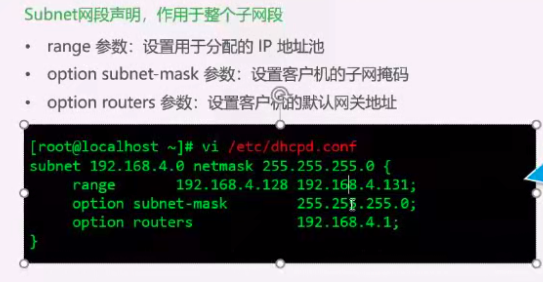 Subnet网段声明，作用于整个子网段
• range 参数：设置用于分配的 IP 地址池
• option subnet-mask 参数：设置客户机的子网掩码
• option routers 参数：设置客户机的默认网关地址
[root@localhost ~]# vi /etc/dhcpd.conf
subnet 192.168.4.0 netmask 255.255.255.0 {
range 192.168.4.128 192.168.4.131;
option subnet-mask 255.255.255.0;
option routers 192.168.4.1;
}